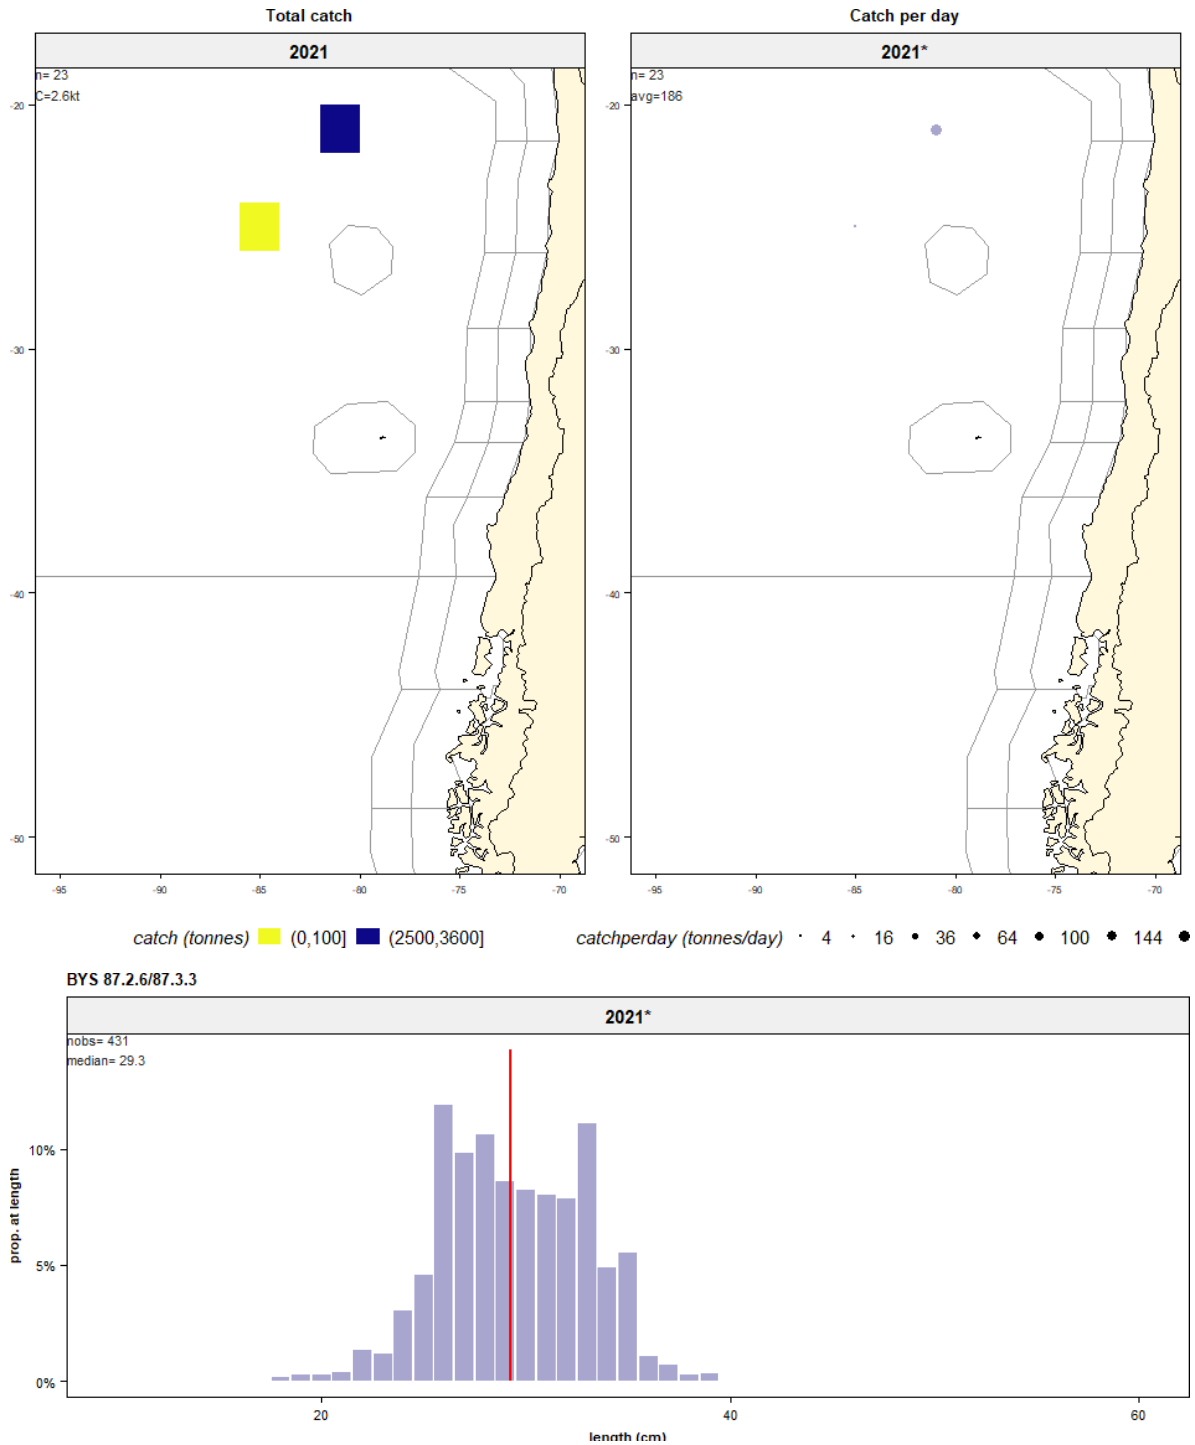 Total catch
Catch per day
2021
2021*
n= 23
C=2.6kt
n= 23
avg=186
-20
-30
-40
-50
-20
-30
-40
-50
-95 -90 -85 -80 -75 -70
-95 -90 -85 -80 -75 -70
catch (tonnes) (0,100] (2500,3600]
catchperday (tonnes/day) 4 16 36 64 100 144
BYS 87.2.6/87.3.3
2021*
nobs= 431
median= 29.3
prop. at length
10%
5%
0%
20 40 60
length (cm)